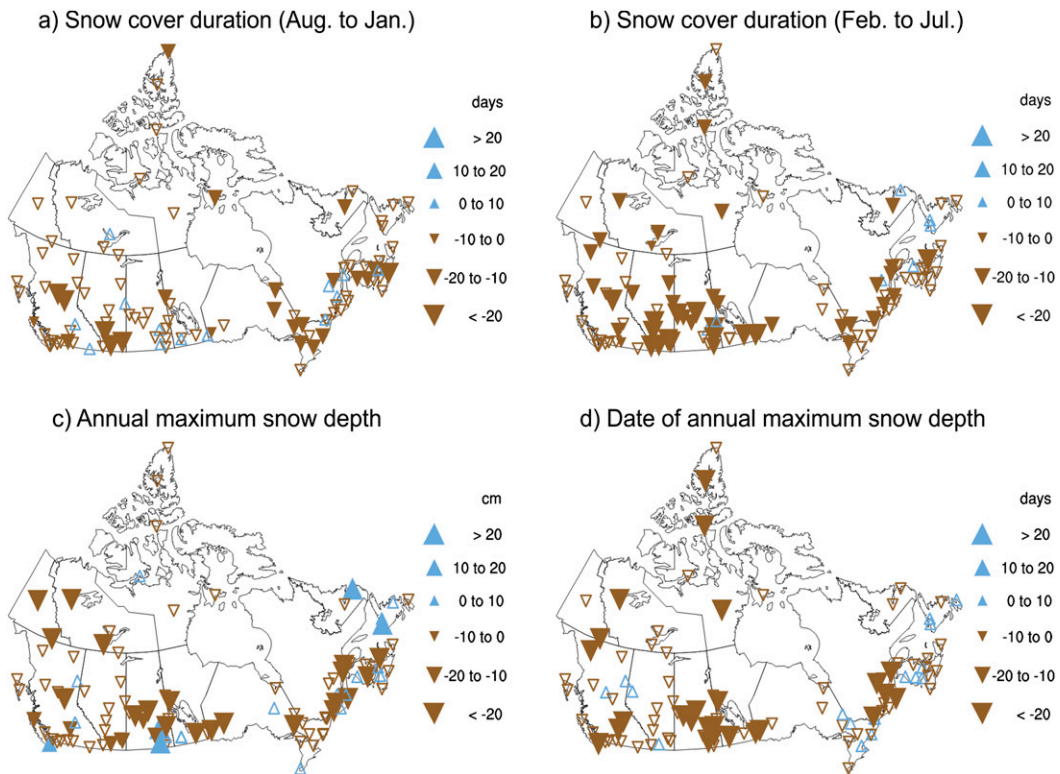 a) Snow cover duration (Aug. to Jan.)
days
> 20
10 to 20
0 to 10
-10 to 0
-20 to -10
< -20
b) Snow cover duration (Feb. to Jul.)
days
> 20
10 to 20
0 to 10
-10 to 0
-20 to -10
< -20
c) Annual maximum snow depth
cm
> 20
10 to 20
0 to 10
-10 to 0
-20 to -10
< -20
d) Date of annual maximum snow depth
days
> 20
10 to 20
0 to 10
-10 to 0
-20 to -10
< -20